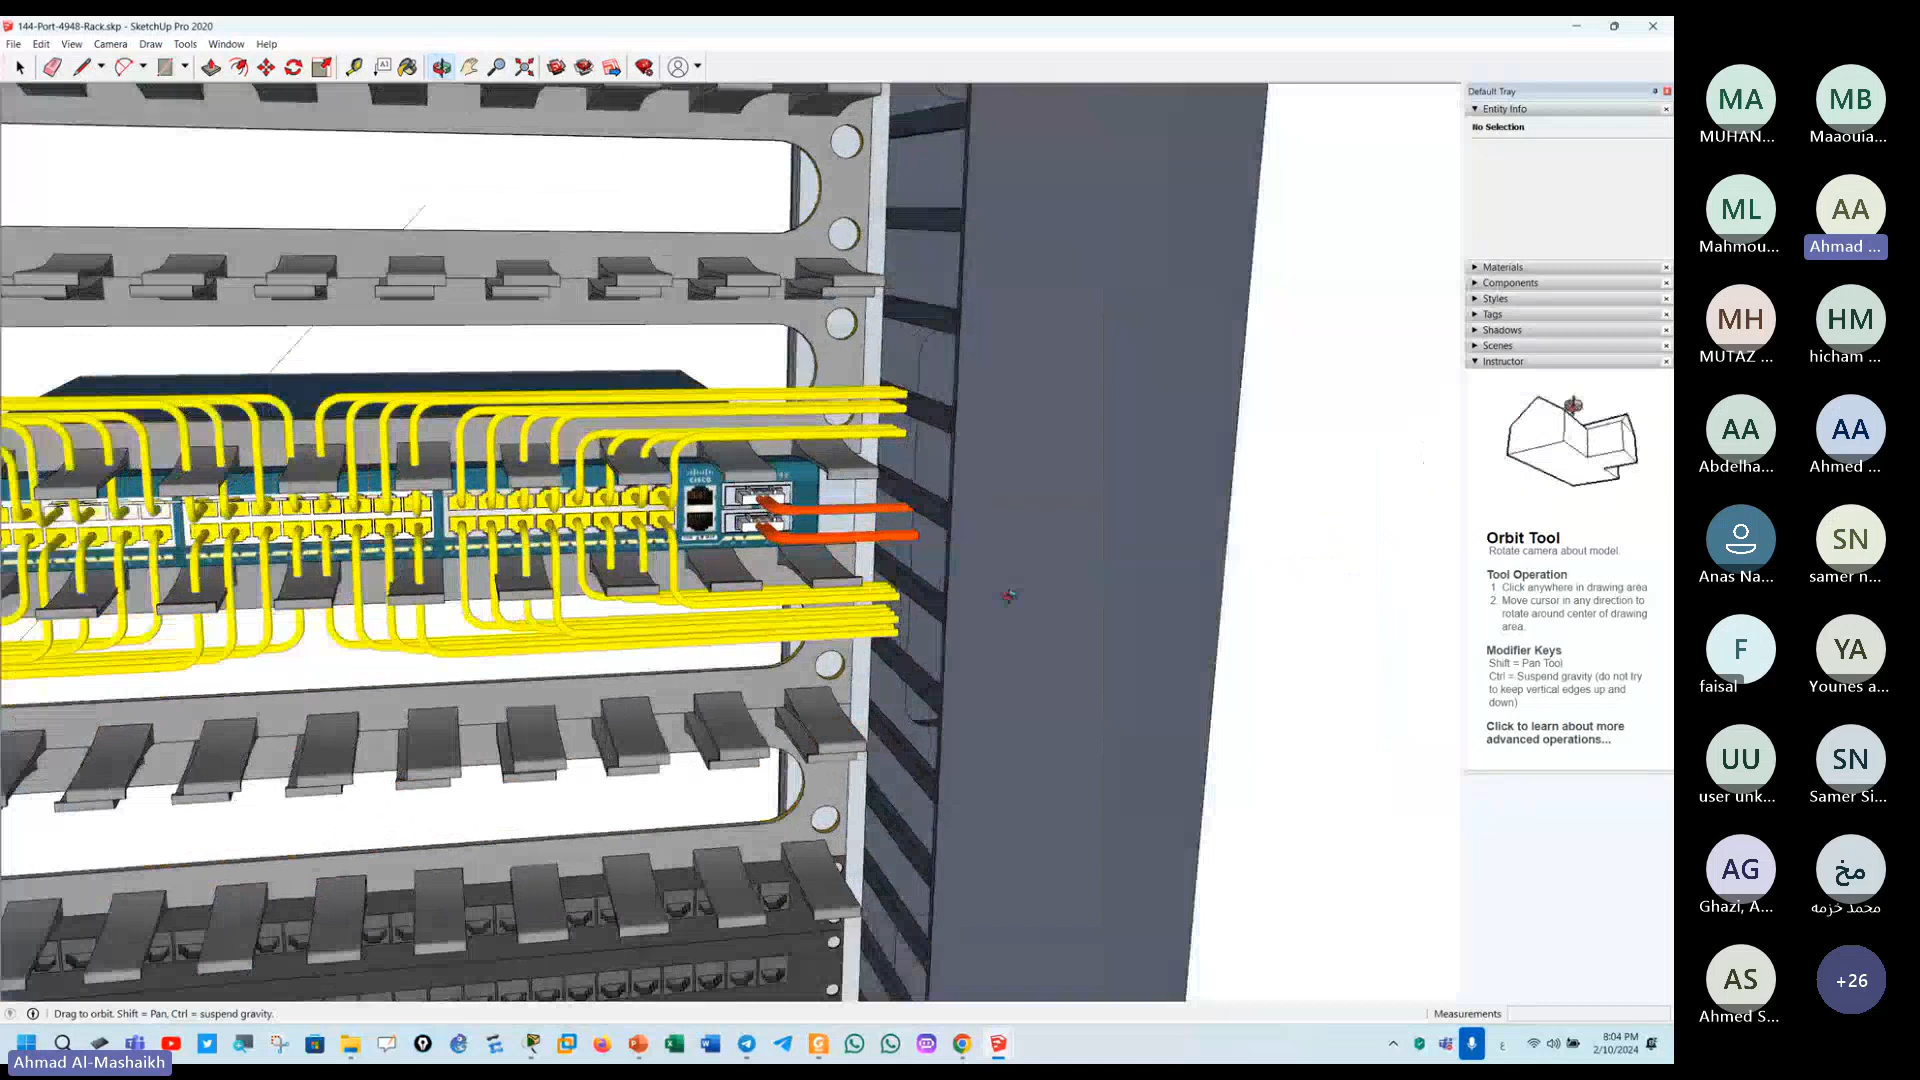 144-Port-4948-Rack.skp - SketchUp Pro 2020
File Edit View Camera Draw Tools Window Help
Default Tray
Entity Info
No Selection
Materials
Components
Styles
Tags
Shadows
Scenes
Instructor
Orbit Tool
Rotate camera about model.
Tool Operation
1 Click anywhere in drawing area
2. Move cursor in any direction to
rotate around center of drawing
area.
Modifier Keys
Shift = Pan Tool
Ctrl = Suspend gravity (do not try
to keep vertical edges up and
down)
Click to learn about more
advanced operations...
CISCO
Drag to orbit. Shift = Pan, Ctrl = suspend gravity.
Measurements
Ahmad Al-Mashaikh
8:04 PM
2/10/2024
MA
MUHAN...
MB
Maaouia...
ML
Mahmou...
AA
Ahmad ...
MH
MUTAZ ...
HM
hicham ...
AA
Abdelha...
AA
Ahmed ...
Anas Na...
SN
samer n...
F
faisal
YA
Younes a...
UU
user unk...
SN
Samer Si...
AG
Ghazi, A...
مخ
محمد خزمه
AS
Ahmed S...
+26